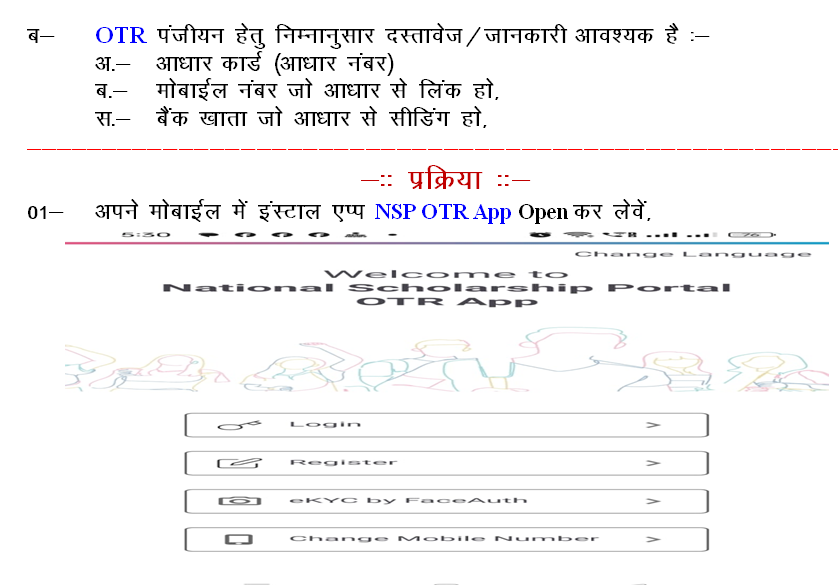 ब— OTR पंजीयन हेतु निम्नानुसार दस्तावेज/जानकारी आवश्यक है :—
अ.— आधार कार्ड (आधार नंबर)
ब.— मोबाईल नंबर जो आधार से लिंक हो,
स.— बैंक खाता जो आधार से सीडिंग हो,
—:: प्रक्रिया ::—
01— अपने मोबाईल में इंस्टाल एप्प NSP OTR App Open कर लेवें,
5:30 76
Change Language
Welcome to
National Scholarship Portal
OTR App
Login >
Register >
eKYC by FaceAuth >
Change Mobile Number >